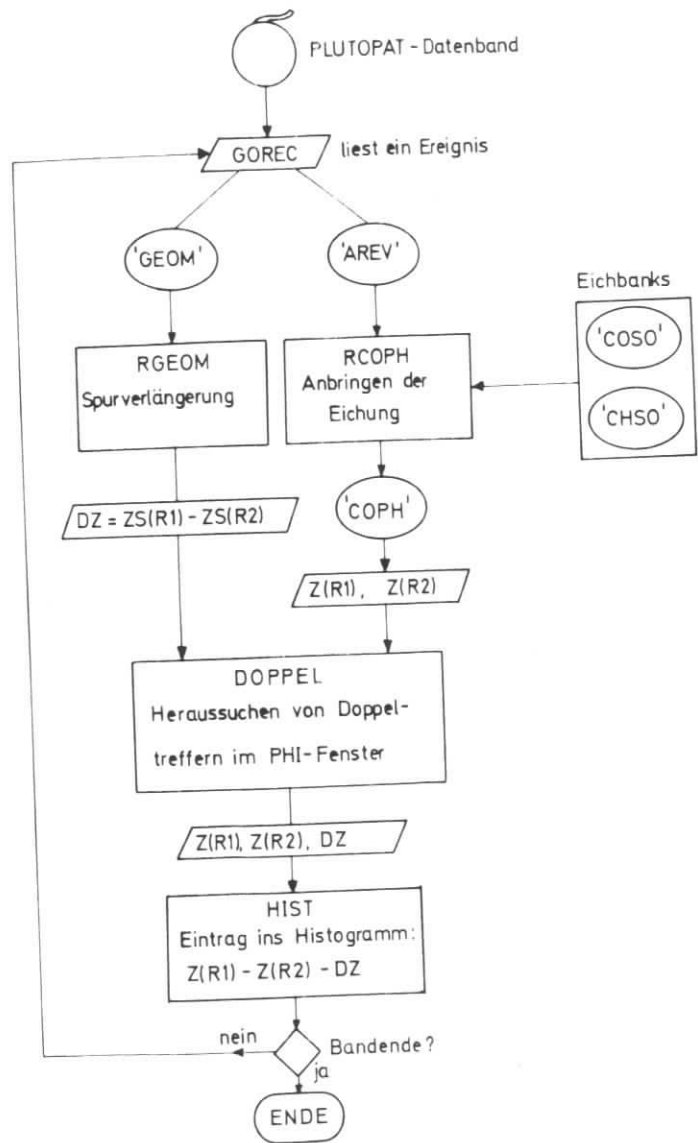 PLUTOPAT - Datenband
GOREC
liest ein Ereignis
'GEOM'
'AREV'
Eichbanks
'COSO'
'CHSO'
RGEOM
Spurverlängerung
RCOPH
Anbringen der
Eichung
'COPH'
DZ = ZS(R1) - ZS(R2)
Z(R1), Z(R2)
DOPPEL
Heraussuchen von Doppel-
treffern im PHI-Fenster
Z(R1), Z(R2), DZ
HIST
Eintrag ins Histogramm:
Z(R1) - Z(R2) - DZ
nein
Bandende?
ja
ENDE